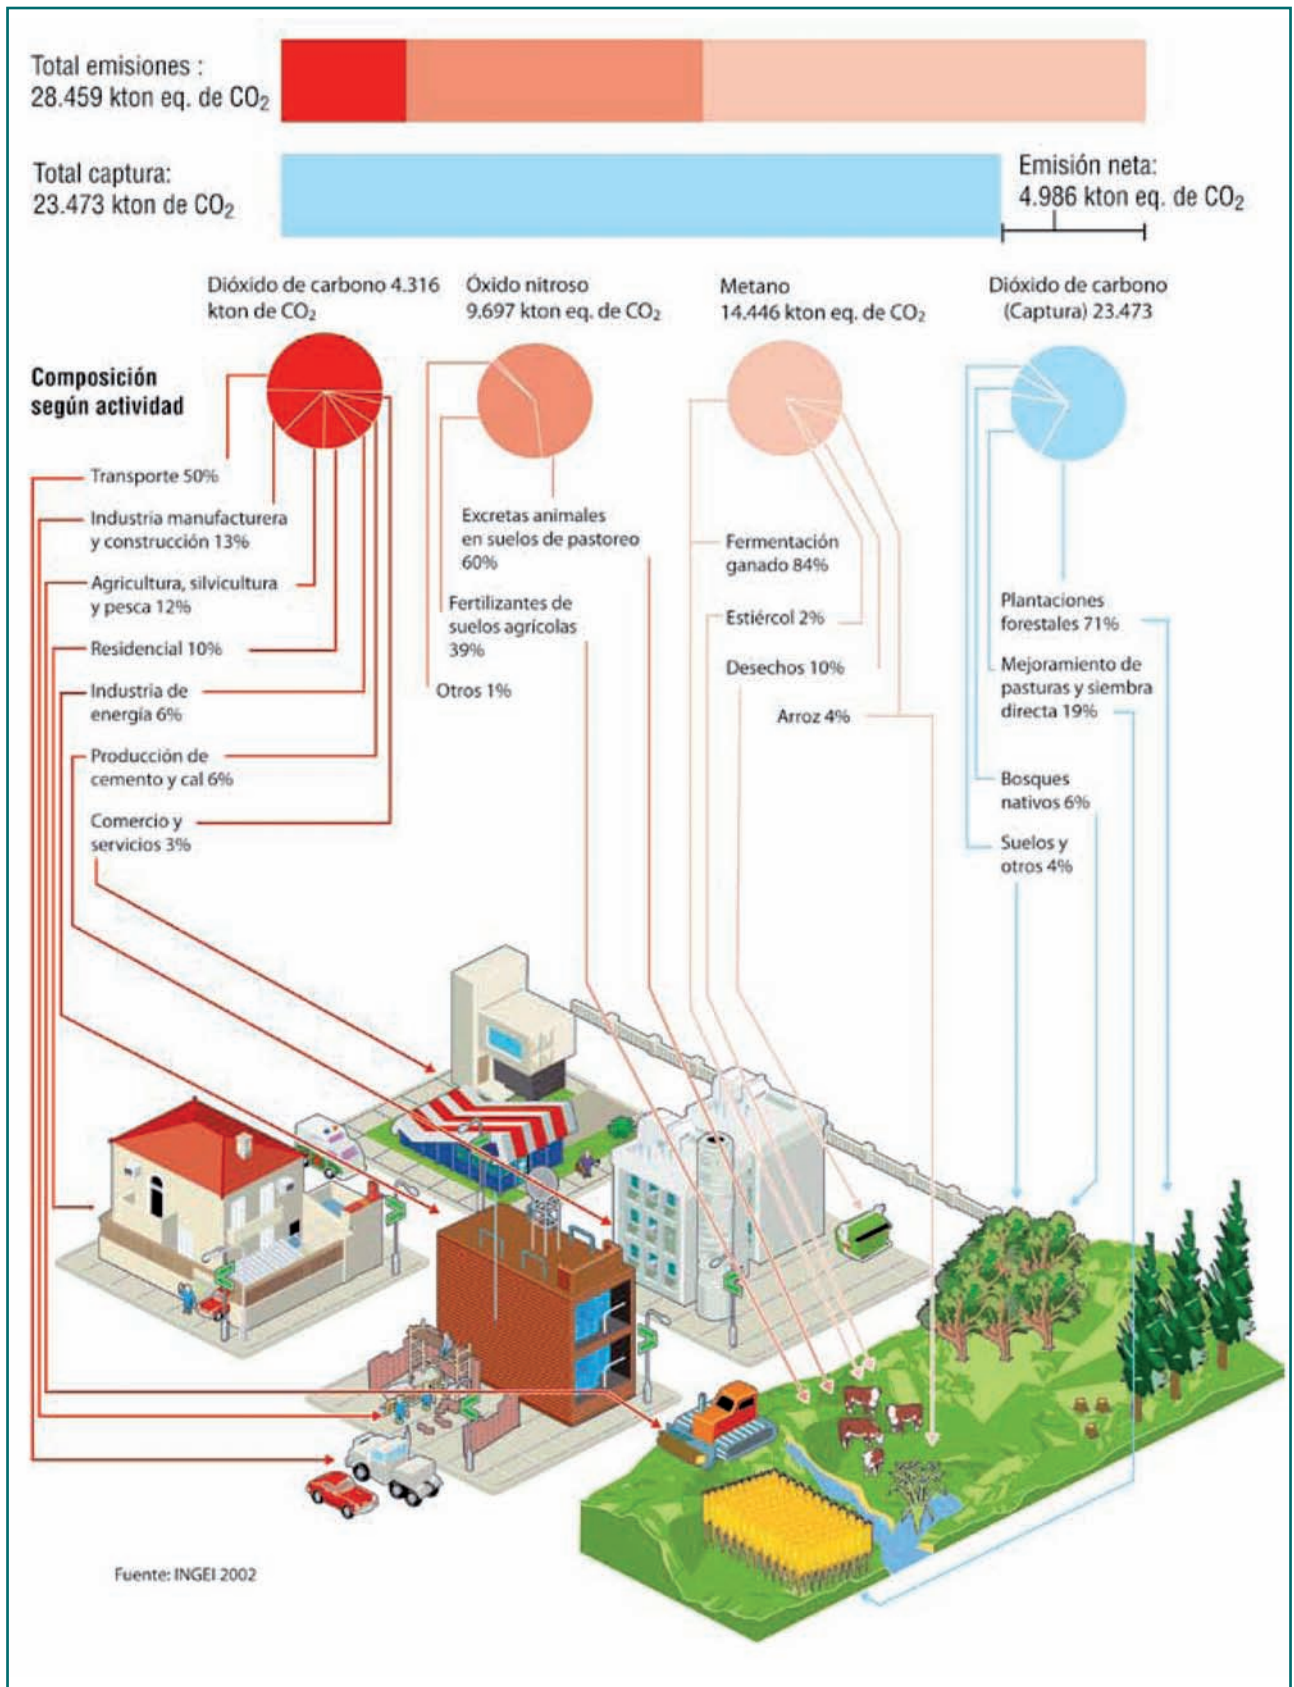 Total emisiones :
28.459 kton eq. de CO₂
Total captura:
23.473 kton de CO₂
Emisión neta:
4.986 kton eq. de CO₂
Dióxido de carbono 4.316
kton de CO₂
Óxido nitroso
9.697 kton eq. de CO₂
Metano
14.446 kton eq. de CO₂
Dióxido de carbono
(Captura) 23.473
Composición
según actividad
Transporte 50%
Industria manufacturera
y construcción 13%
Agricultura, silvicultura
y pesca 12%
Residencial 10%
Industria de
energía 6%
Producción de
cemento y cal 6%
Comercio y
servicios 3%
Excretas animales
en suelos de pastoreo
60%
Fertilizantes de
suelos agrícolas
39%
Otros 1%
Fermentación
ganado 84%
Estiércol 2%
Desechos 10%
Arroz 4%
Plantaciones
forestales 71%
Mejoramiento de
pasturas y siembra
directa 19%
Bosques
nativos 6%
Suelos y
otros 4%
Fuente: INGEI 2002